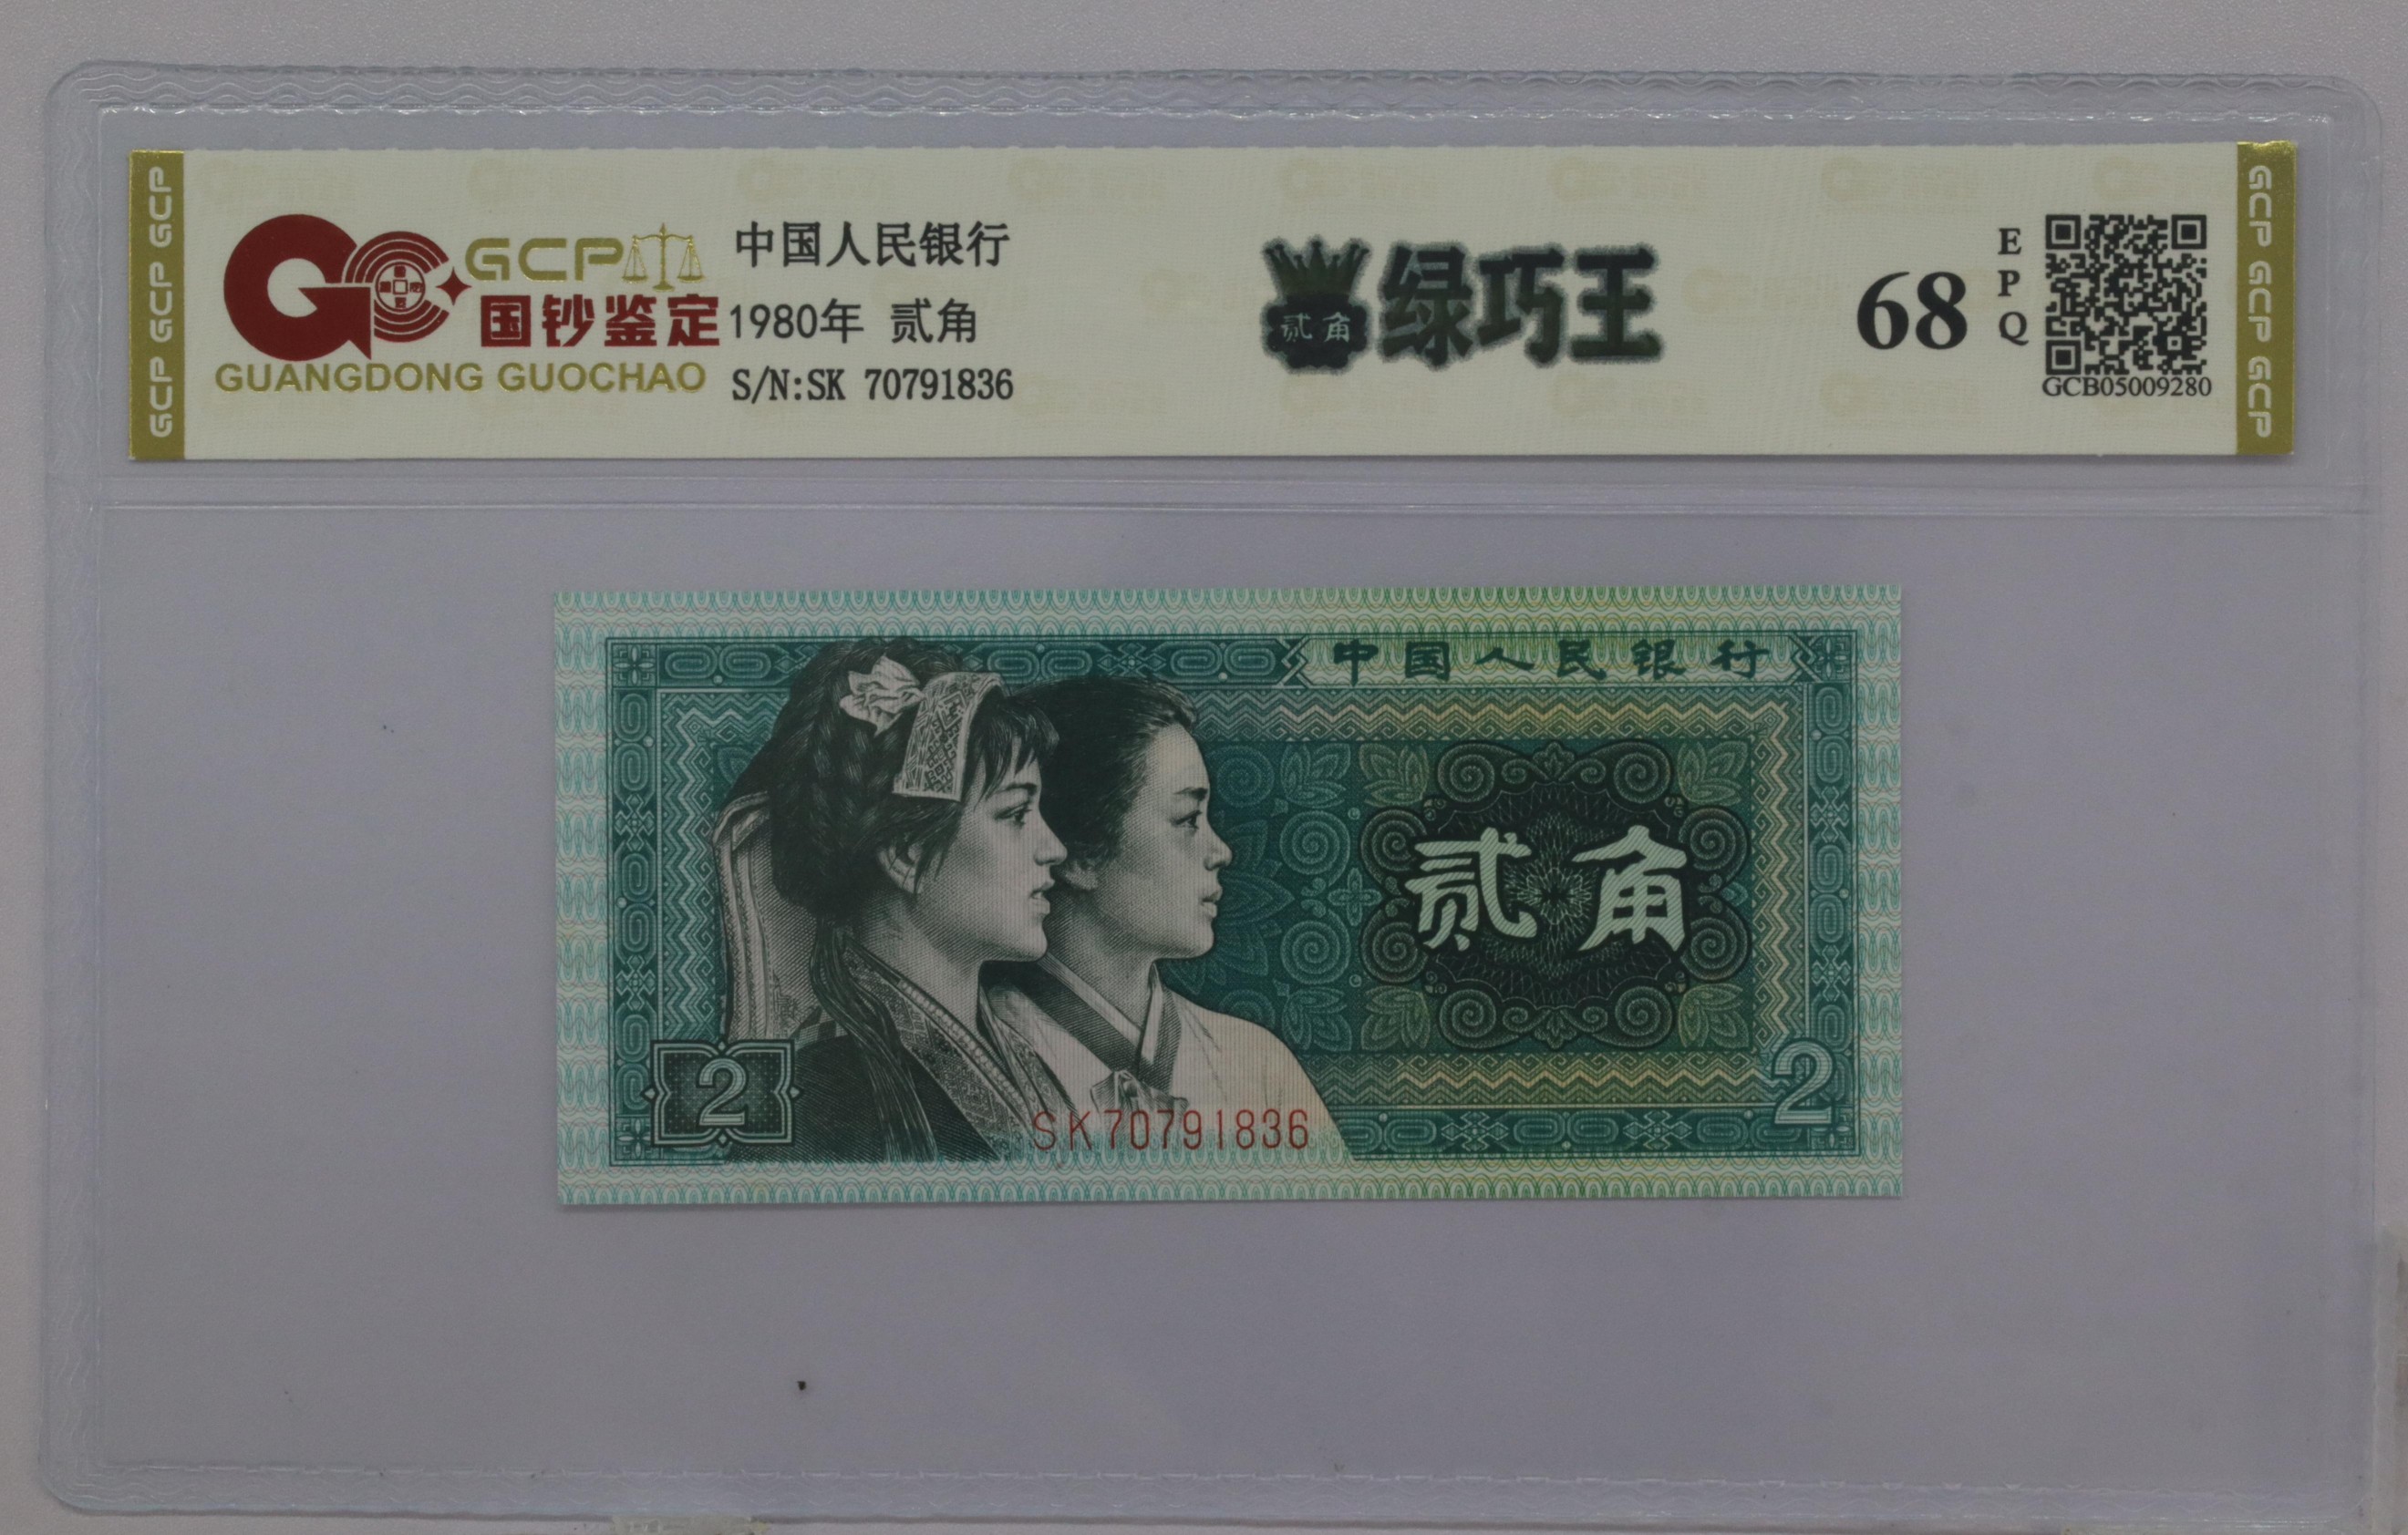 GCP GCP GCP
GCP
国钞鉴定
GUANGDONG GUOCHAO
中国人民银行
1980年 贰角
S/N:SK 70791836
贰角
绿巧王
68
EPQ
GCB05009280
GCP GCP GCP
中国人民银行
贰角
2
2
SK70791836